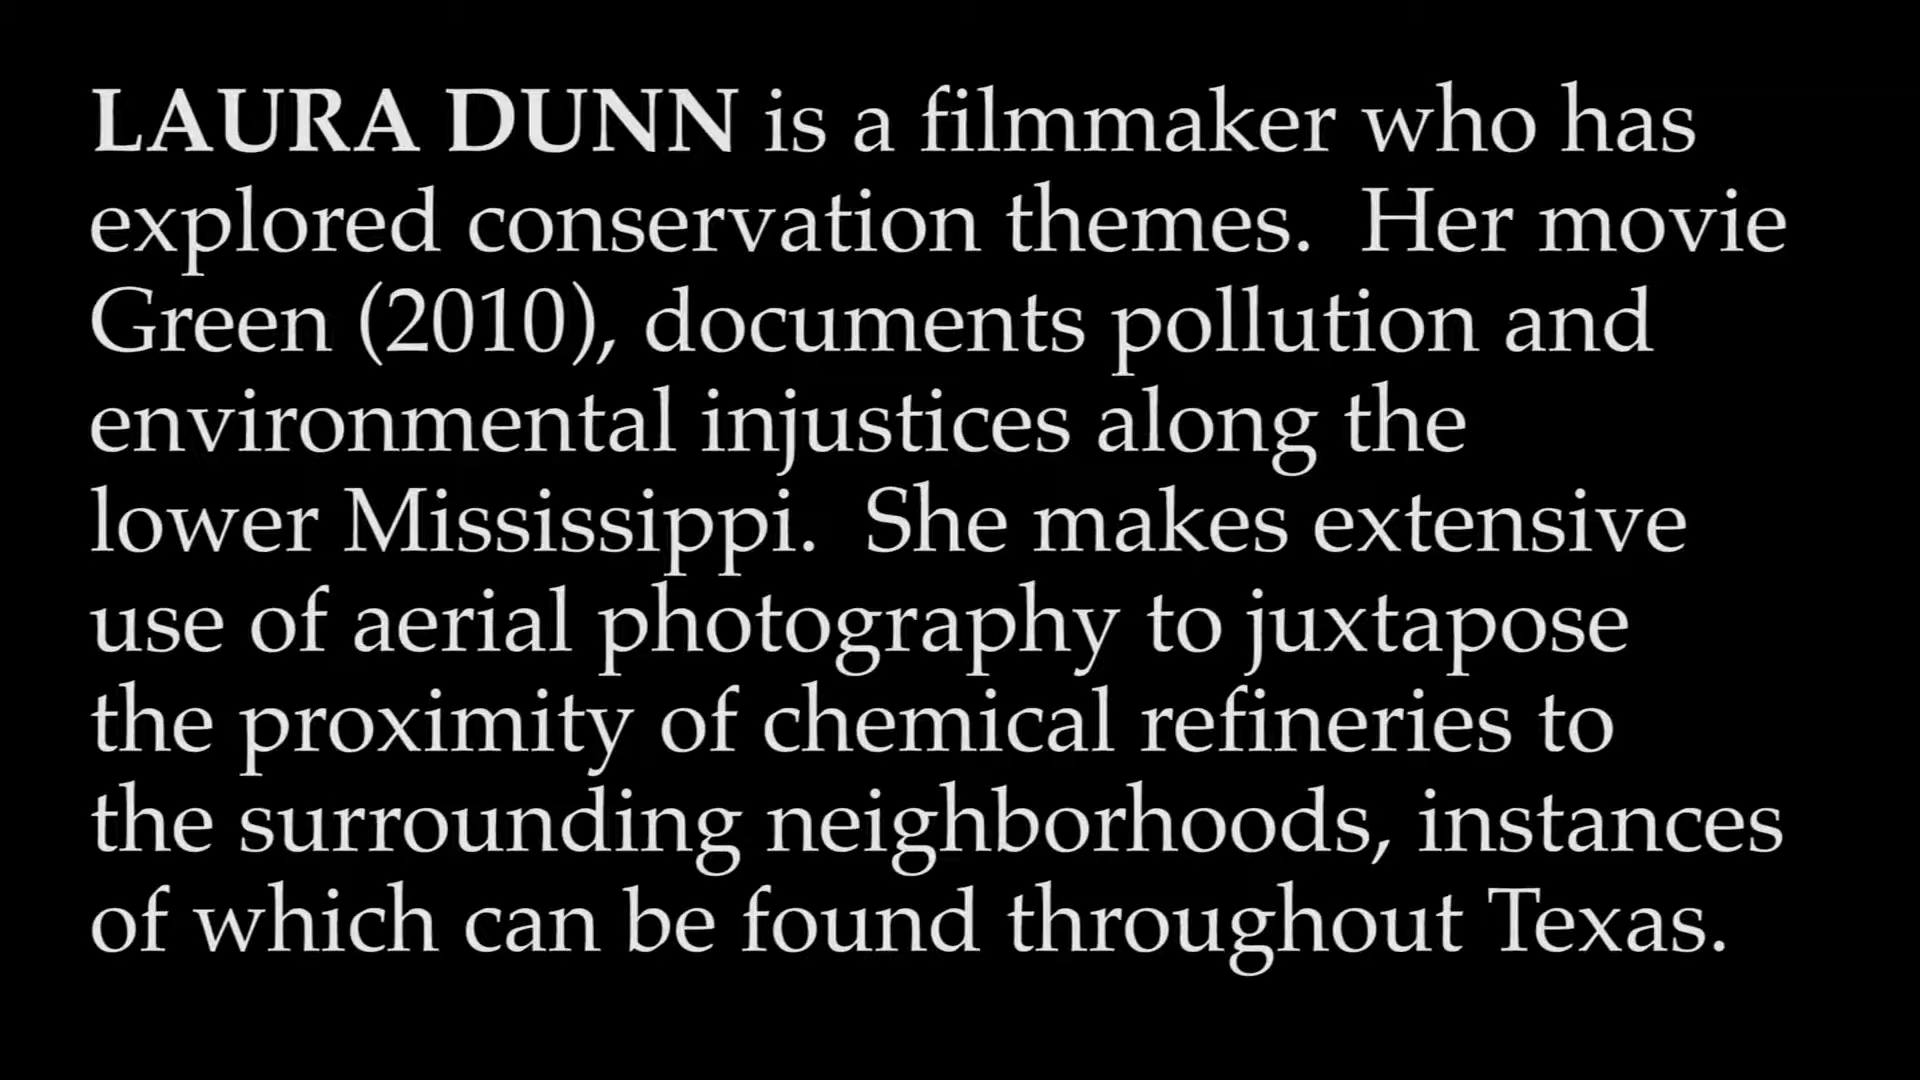 LAURA DUNN is a filmmaker who has
explored conservation themes.  Her movie
Green (2010), documents pollution and
environmental injustices along the
lower Mississippi.  She makes extensive
use of aerial photography to juxtapose
the proximity of chemical refineries to
the surrounding neighborhoods, instances
of which can be found throughout Texas.